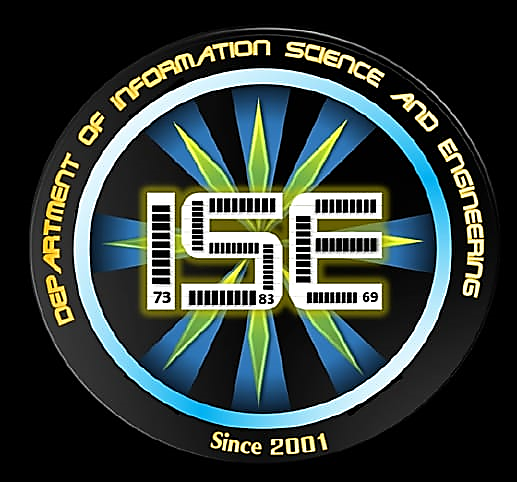 DEPARTMENT OF INFORMATION SCIENCE AND ENGINEERING
ISE
73 83 69
Since 2001